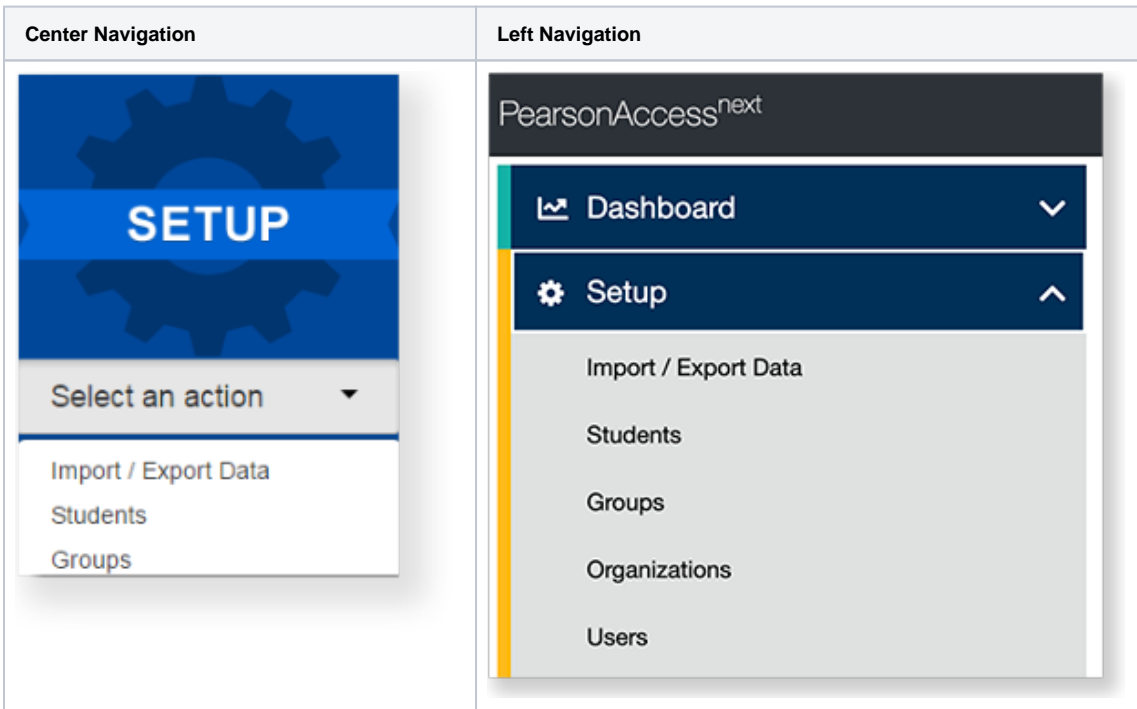 Center Navigation
Left Navigation
SETUP
Select an action
Import / Export Data
Students
Groups
PearsonAccessnext
Dashboard
Setup
Import / Export Data
Students
Groups
Organizations
Users